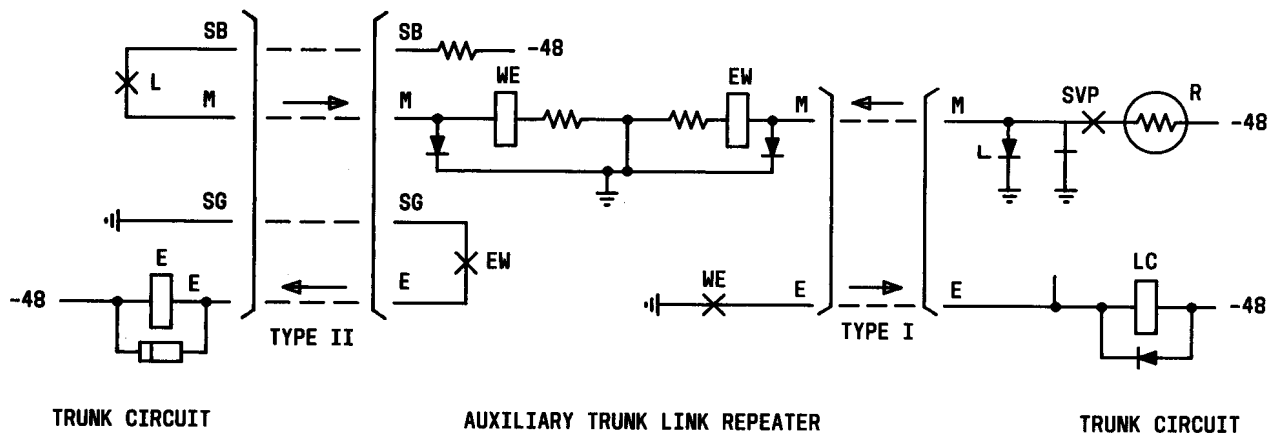 SB
SB
-48
L
WE
EW
SVP
R
M
M
M
M
-48
L
SG
SG
E
E
EW
WE
LC
-48
E
E
E
-48
TYPE II
TYPE I
TRUNK CIRCUIT
AUXILIARY TRUNK LINK REPEATER
TRUNK CIRCUIT